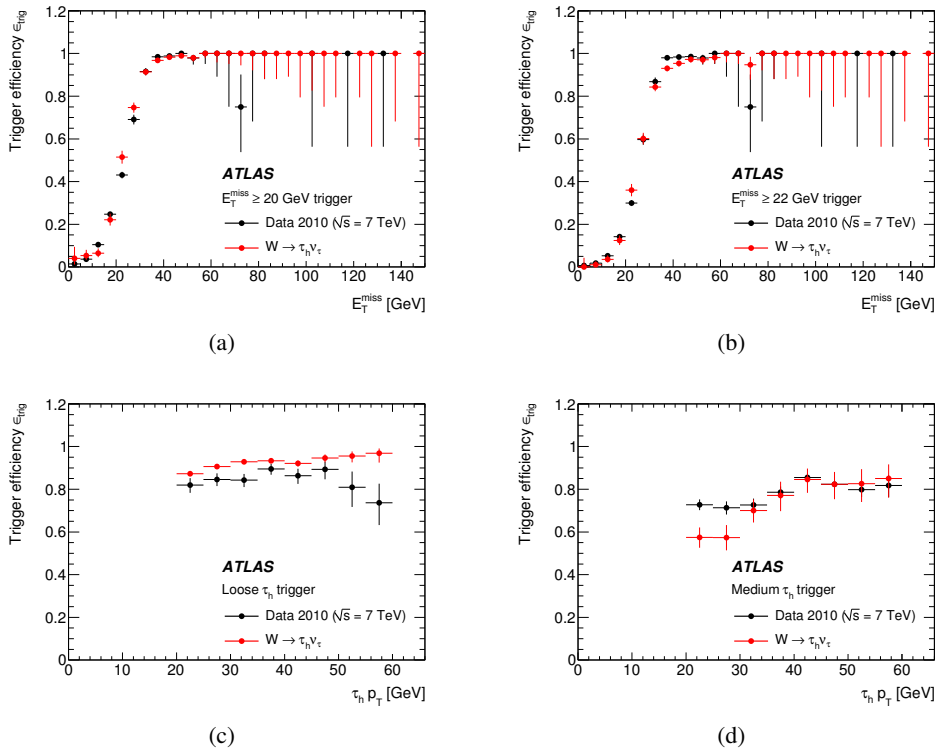 Trigger efficiency ϵ_trig
1.2
1
0.8
0.6
0.4
0.2
0
ATLAS
E_T^miss ≥ 20 GeV trigger
Data 2010 (√s = 7 TeV)
W → τ_h ν_τ
0 20 40 60 80 100 120 140
E_T^miss [GeV]
(a)
Trigger efficiency ϵ_trig
1.2
1
0.8
0.6
0.4
0.2
0
ATLAS
E_T^miss ≥ 22 GeV trigger
Data 2010 (√s = 7 TeV)
W → τ_h ν_τ
0 20 40 60 80 100 120 140
E_T^miss [GeV]
(b)
Trigger efficiency ϵ_trig
1.2
1
0.8
0.6
0.4
0.2
0
ATLAS
Loose τ_h trigger
Data 2010 (√s = 7 TeV)
W → τ_h ν_τ
0 10 20 30 40 50 60
τ_h p_T [GeV]
(c)
Trigger efficiency ϵ_trig
1.2
1
0.8
0.6
0.4
0.2
0
ATLAS
Medium τ_h trigger
Data 2010 (√s = 7 TeV)
W → τ_h ν_τ
0 10 20 30 40 50 60
τ_h p_T [GeV]
(d)